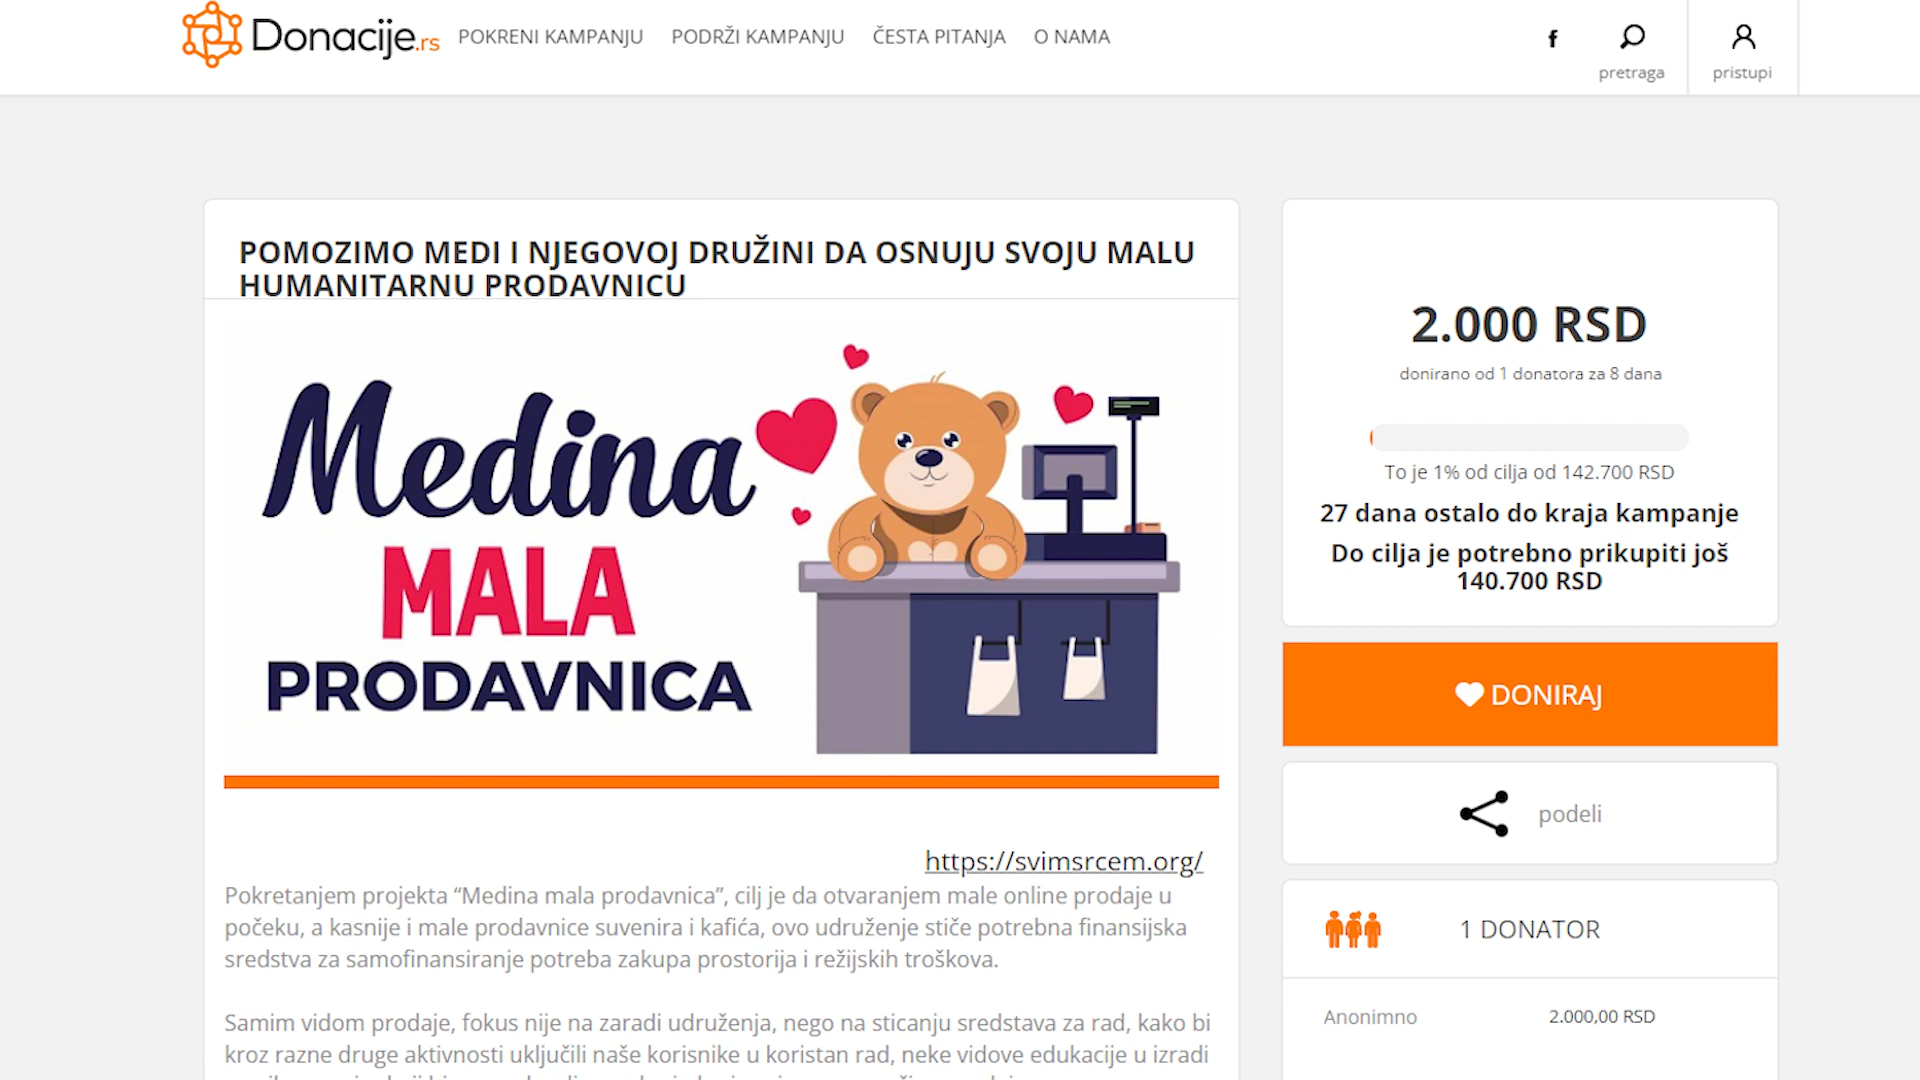 Donacije.rs
POKRENI KAMPANJU
PODRŽI KAMPANJU
ČESTA PITANJA
O NAMA
f
pretraga
pristupi
POMOZIMO MEDI I NJEGOVOJ DRUŽINI DA OSNUJU SVOJU MALU
HUMANITARNU PRODAVNICU
Medina
MALA
PRODAVNICA
https://svimsrcem.org/
Pokretanjem projekta “Medina mala prodavnica”, cilj je da otvaranjem male online prodaje u
počeku, a kasnije i male prodavnice suvenira i kafića, ovo udruženje stiče potrebna finansijska
sredstva za samofinansiranje potreba zakupa prostorija i režijskih troškova.
Samim vidom prodaje, fokus nije na zaradi udruženja, nego na sticanju sredstava za rad, kako bi
kroz razne druge aktivnosti uključili naše korisnike u koristan rad, neke vidove edukacije u izradi
2.000 RSD
donirano od 1 donatora za 8 dana
To je 1% od cilja od 142.700 RSD
27 dana ostalo do kraja kampanje
Do cilja je potrebno prikupiti još
140.700 RSD
DONIRAJ
podeli
1 DONATOR
Anonimno 2.000,00 RSD